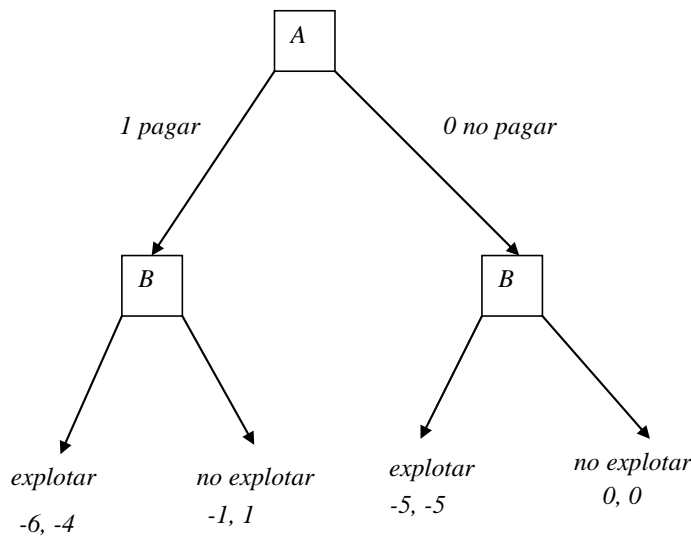 A
1 pagar
0 no pagar
B
B
explotar
-6, -4
no explotar
-1, 1
explotar
-5, -5
no explotar
0, 0